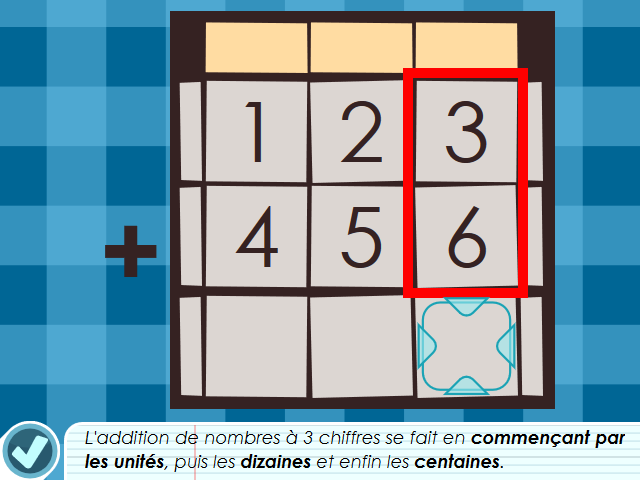 1 2 3
+ 4 5 6
L'addition de nombres à 3 chiffres se fait en commençant par
les unités, puis les dizaines et enfin les centaines.